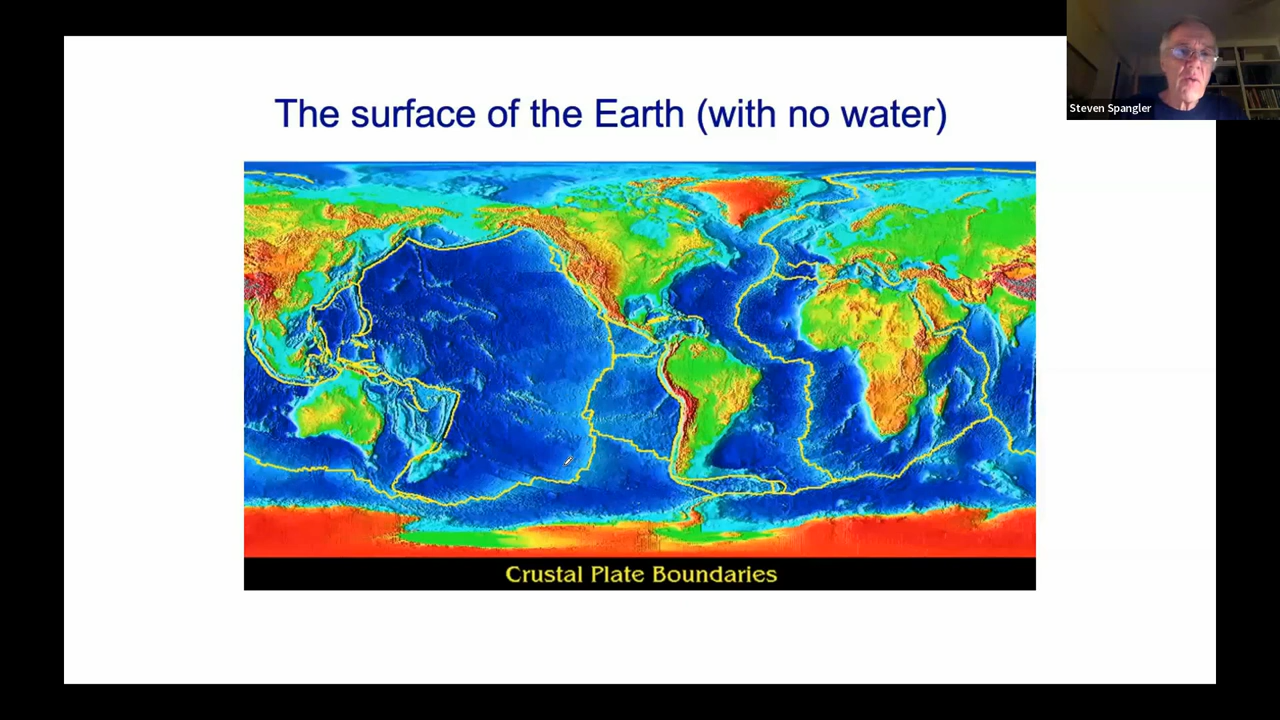 The surface of the Earth (with no water)
Steven Spangler
Crustal Plate Boundaries